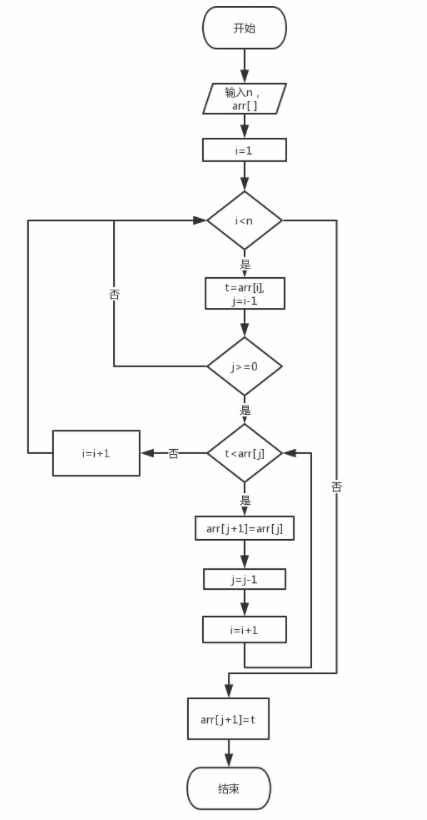 开始
输入n，
arr[ ]
i=1
i<n
是
t=arr[i],
j=i-1
否
j>=0
是
t<arr[j]
否
i=i+1
是
否
arr[j+1]=arr[j]
j=j-1
i=i+1
arr[j+1]=t
结束